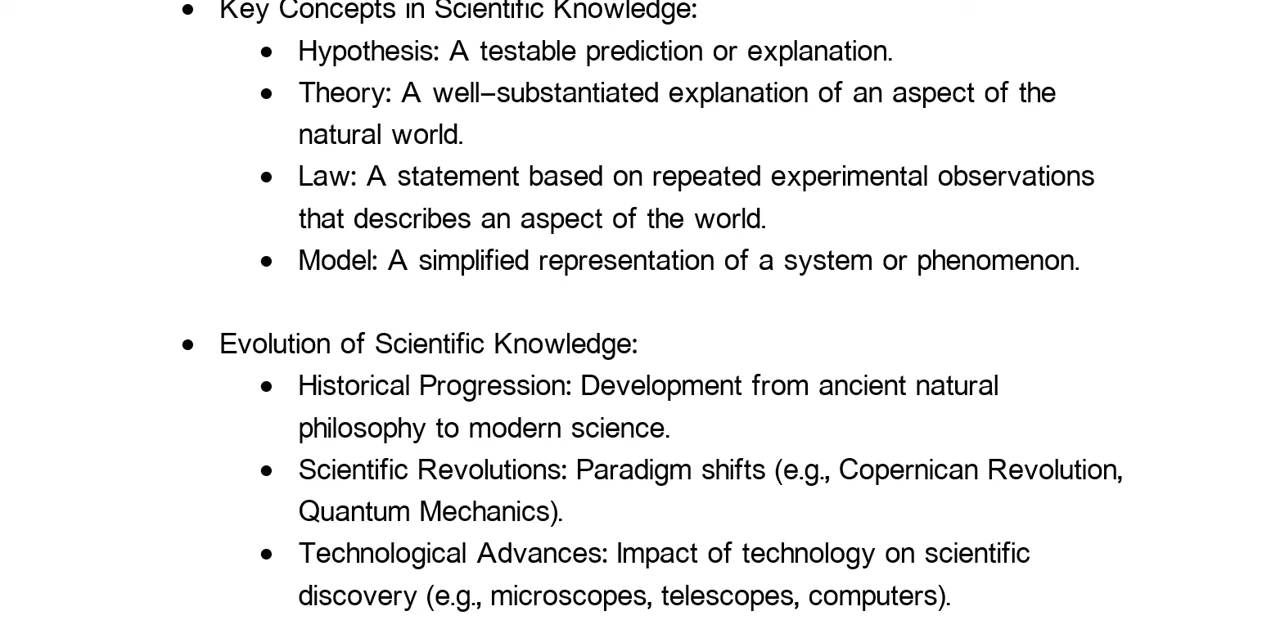 • Key Concepts in Scientific Knowledge:
• Hypothesis: A testable prediction or explanation.
• Theory: A well–substantiated explanation of an aspect of the
natural world.
• Law: A statement based on repeated experimental observations
that describes an aspect of the world.
• Model: A simplified representation of a system or phenomenon.
• Evolution of Scientific Knowledge:
• Historical Progression: Development from ancient natural
philosophy to modern science.
• Scientific Revolutions: Paradigm shifts (e.g., Copernican Revolution,
Quantum Mechanics).
• Technological Advances: Impact of technology on scientific
discovery (e.g., microscopes, telescopes, computers).